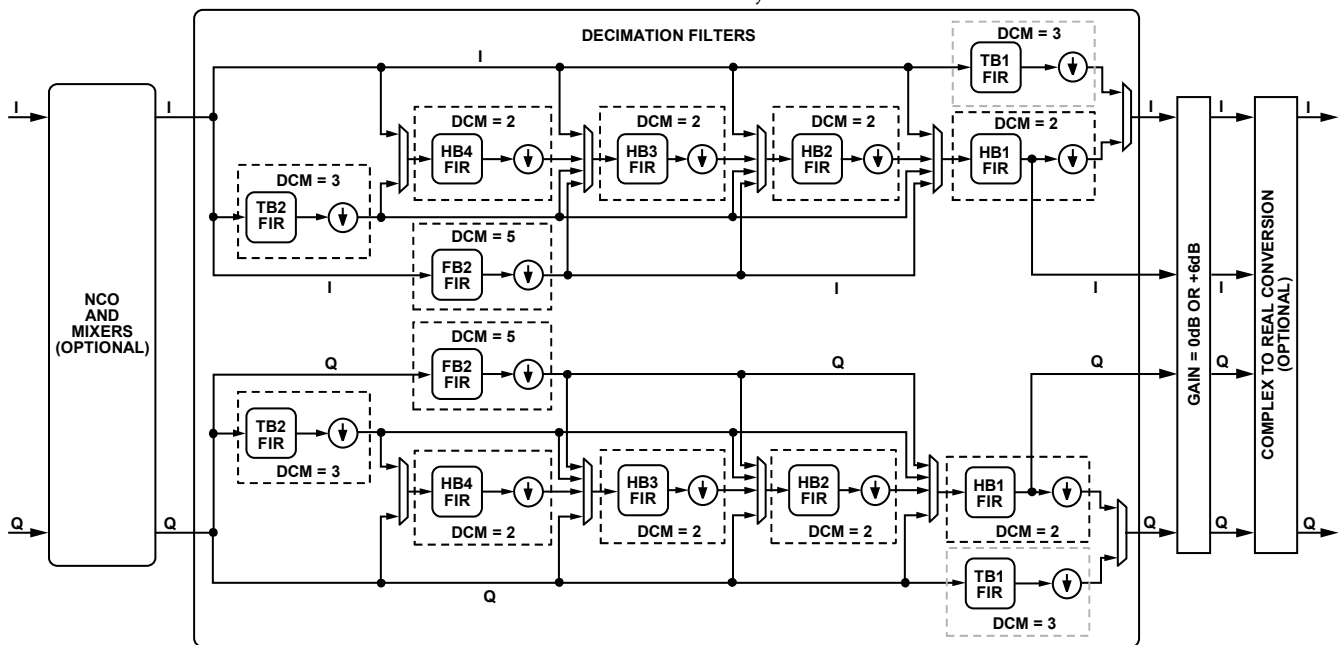 y
DECIMATION FILTERS
DCM = 3
TB1
FIR
I
I
I
I
I
I
DCM = 2
HB4
FIR
DCM = 2
HB3
FIR
DCM = 2
HB2
FIR
DCM = 2
HB1
FIR
DCM = 3
TB2
FIR
DCM = 5
FB2
FIR
I
I
I
I
NCO
AND
MIXERS
(OPTIONAL)
GAIN = 0dB OR +6dB
COMPLEX TO REAL CONVERSION
(OPTIONAL)
DCM = 5
FB2
FIR
Q
Q
Q
Q
TB2
FIR
DCM = 3
HB4
FIR
DCM = 2
HB3
FIR
DCM = 2
HB2
FIR
DCM = 2
HB1
FIR
DCM = 2
Q
Q
Q
Q
Q
Q
TB1
FIR
DCM = 3